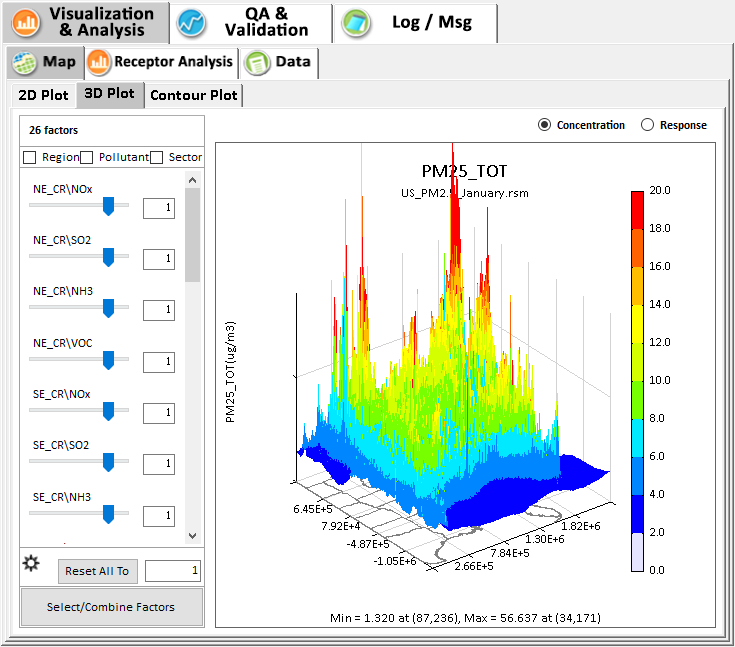 Visualization & Analysis
QA & Validation
Log / Msg
Map
Receptor Analysis
Data
2D Plot
3D Plot
Contour Plot
26 factors
Region
Pollutant
Sector
NE_CR\NOx
1
NE_CR\SO2
1
NE_CR\NH3
1
NE_CR\VOC
1
SE_CR\NOx
1
SE_CR\SO2
1
SE_CR\NH3
1
Reset All To
1
Select/Combine Factors
Concentration
Response
PM25_TOT
US_PM2.5_January.rsm
PM25_TOT(ug/m3)
20.0
18.0
16.0
14.0
12.0
10.0
8.0
6.0
4.0
2.0
0.0
6.45E+5
7.92E+4
-4.87E+5
-1.05E+6
2.66E+5
7.84E+5
1.30E+6
1.82E+6
Min = 1.320 at (87,236), Max = 56.637 at (34,171)